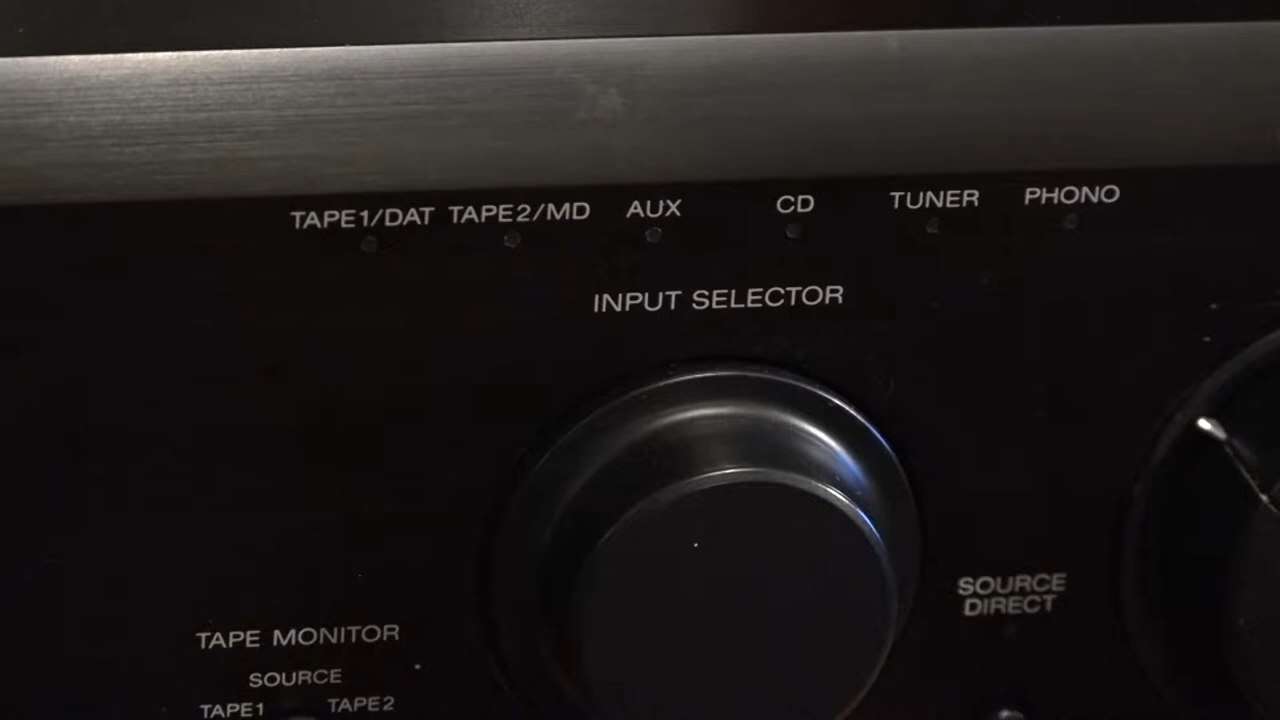 TAPE1/DAT TAPE2/MD AUX CD TUNER PHONO
INPUT SELECTOR
SOURCE
DIRECT
TAPE MONITOR
SOURCE
TAPE1 TAPE2